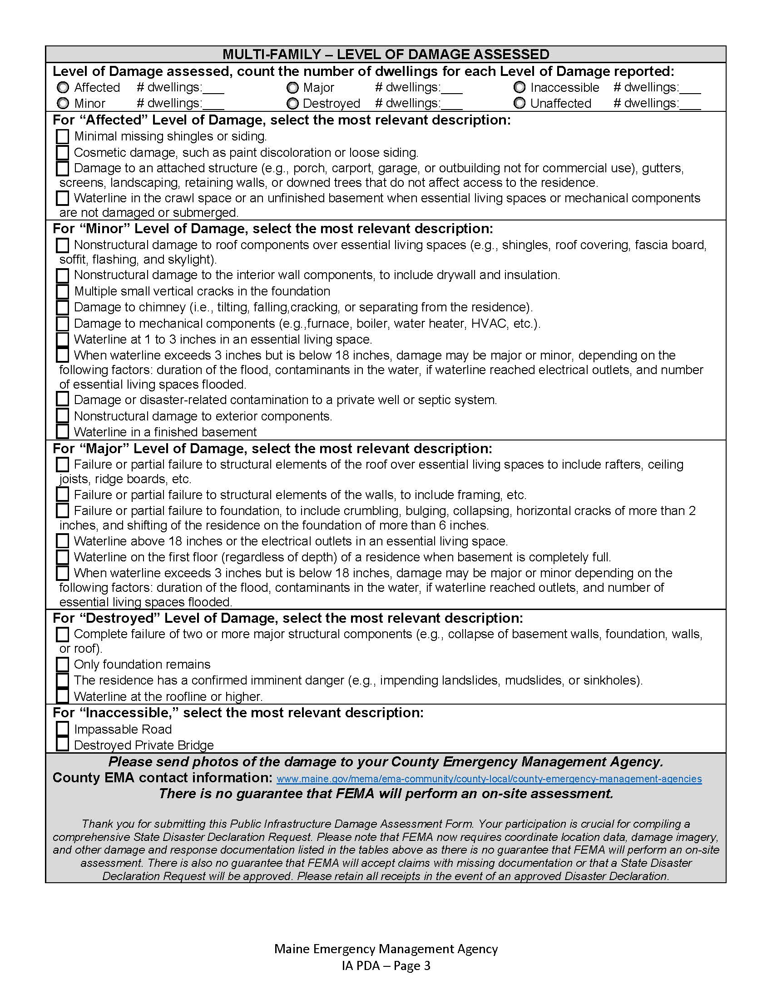 MULTI-FAMILY – LEVEL OF DAMAGE ASSESSED
Level of Damage assessed, count the number of dwellings for each Level of Damage reported:
Affected # dwellings:___ Major # dwellings:___ Inaccessible # dwellings:___
Minor # dwellings:___ Destroyed # dwellings:___ Unaffected # dwellings:___
For “Affected” Level of Damage, select the most relevant description:
Minimal missing shingles or siding.
Cosmetic damage, such as paint discoloration or loose siding.
Damage to an attached structure (e.g., porch, carport, garage, or outbuilding not for commercial use), gutters,
screens, landscaping, retaining walls, or downed trees that do not affect access to the residence.
Waterline in the crawl space or an unfinished basement when essential living spaces or mechanical components
are not damaged or submerged.
For “Minor” Level of Damage, select the most relevant description:
Nonstructural damage to roof components over essential living spaces (e.g., shingles, roof covering, fascia board,
soffit, flashing, and skylight).
Nonstructural damage to the interior wall components, to include drywall and insulation.
Multiple small vertical cracks in the foundation
Damage to chimney (i.e., tilting, falling,cracking, or separating from the residence).
Damage to mechanical components (e.g.,furnace, boiler, water heater, HVAC, etc.).
Waterline at 1 to 3 inches in an essential living space.
When waterline exceeds 3 inches but is below 18 inches, damage may be major or minor, depending on the
following factors: duration of the flood, contaminants in the water, if waterline reached electrical outlets, and number
of essential living spaces flooded.
Damage or disaster-related contamination to a private well or septic system.
Nonstructural damage to exterior components.
Waterline in a finished basement
For “Major” Level of Damage, select the most relevant description:
Failure or partial failure to structural elements of the roof over essential living spaces to include rafters, ceiling
joists, ridge boards, etc.
Failure or partial failure to structural elements of the walls, to include framing, etc.
Failure or partial failure to foundation, to include crumbling, bulging, collapsing, horizontal cracks of more than 2
inches, and shifting of the residence on the foundation of more than 6 inches.
Waterline above 18 inches or the electrical outlets in an essential living space.
Waterline on the first floor (regardless of depth) of a residence when basement is completely full.
When waterline exceeds 3 inches but is below 18 inches, damage may be major or minor depending on the
following factors: duration of the flood, contaminants in the water, if waterline reached outlets, and number of
essential living spaces flooded.
For “Destroyed” Level of Damage, select the most relevant description:
Complete failure of two or more major structural components (e.g., collapse of basement walls, foundation, walls,
or roof).
Only foundation remains
The residence has a confirmed imminent danger (e.g., impending landslides, mudslides, or sinkholes).
Waterline at the roofline or higher.
For “Inaccessible,” select the most relevant description:
Impassable Road
Destroyed Private Bridge
Please send photos of the damage to your County Emergency Management Agency.
County EMA contact information: www.maine.gov/mema/ema-community/county-local/county-emergency-management-agencies
There is no guarantee that FEMA will perform an on-site assessment.
Thank you for submitting this Public Infrastructure Damage Assessment Form. Your participation is crucial for compiling a
comprehensive State Disaster Declaration Request. Please note that FEMA now requires coordinate location data, damage imagery,
and other damage and response documentation listed in the tables above as there is no guarantee that FEMA will perform an on-site
assessment. There is also no guarantee that FEMA will accept claims with missing documentation or that a State Disaster
Declaration Request will be approved. Please retain all receipts in the event of an approved Disaster Declaration.
Maine Emergency Management Agency
IA PDA – Page 3